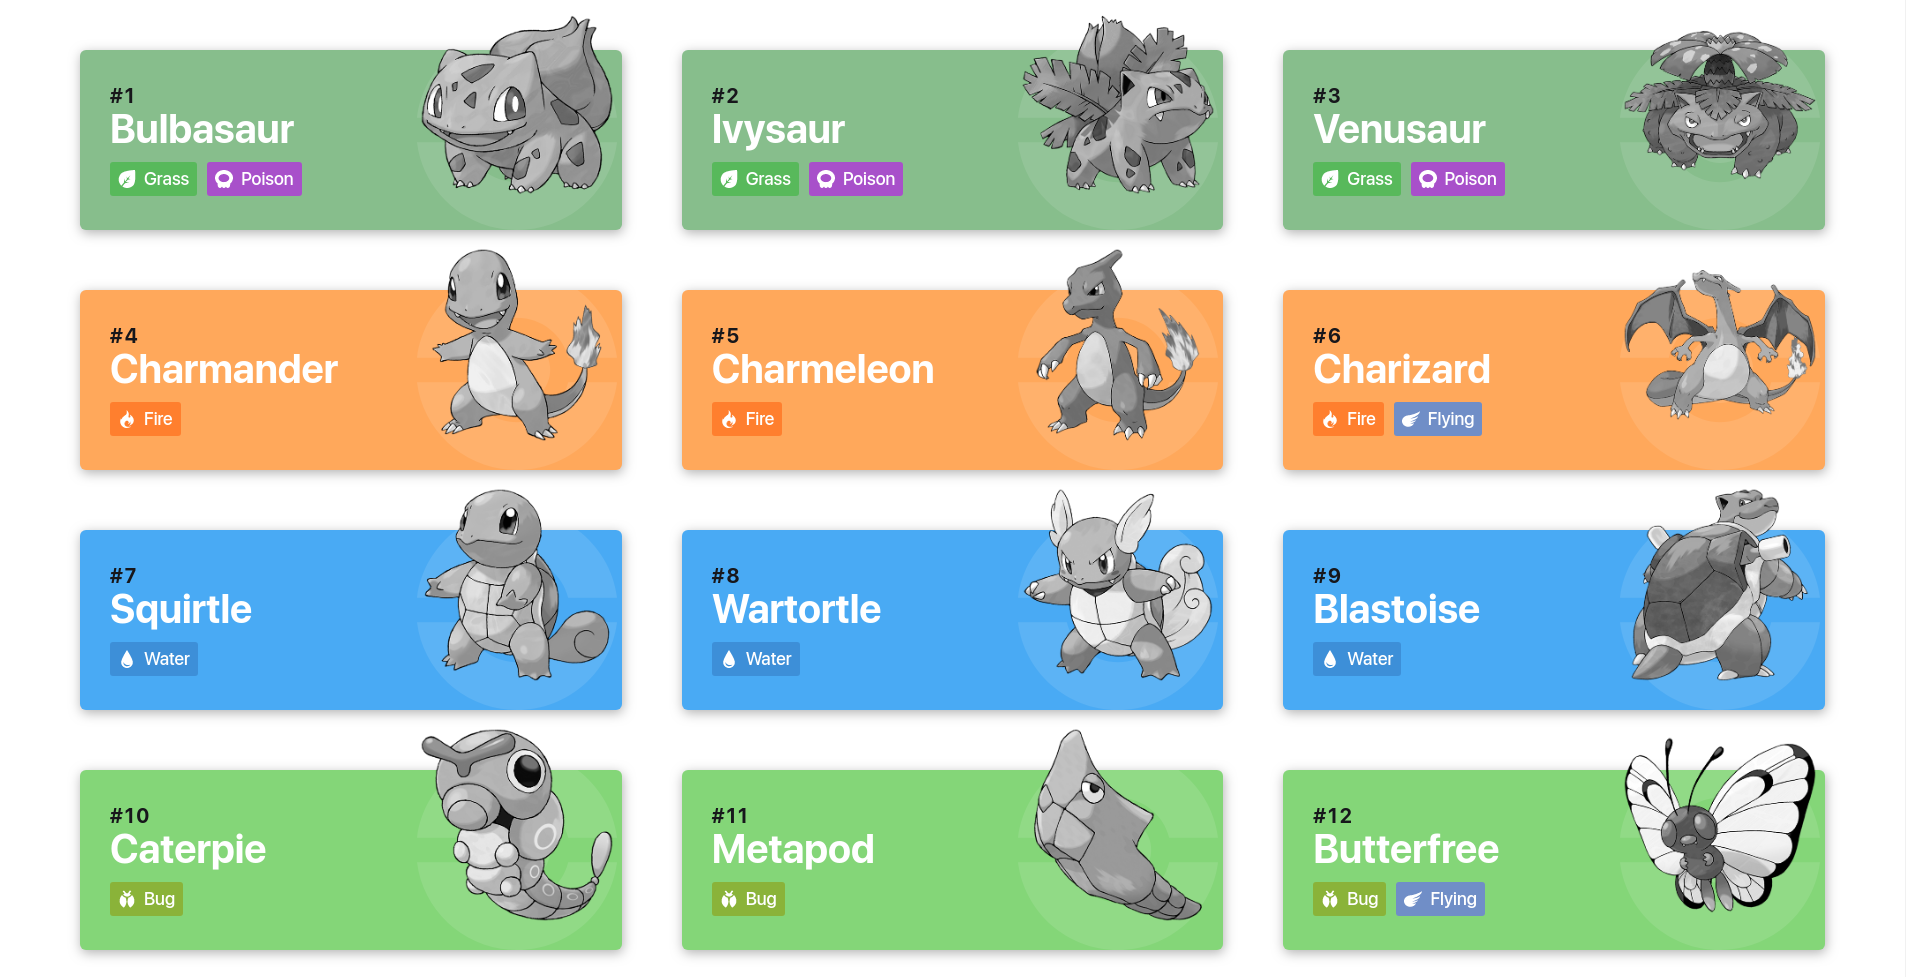 #1
Bulbasaur
Grass Poison
#2
Ivysaur
Grass Poison
#3
Venusaur
Grass Poison
#4
Charmander
Fire
#5
Charmeleon
Fire
#6
Charizard
Fire Flying
#7
Squirtle
Water
#8
Wartortle
Water
#9
Blastoise
Water
#10
Caterpie
Bug
#11
Metapod
Bug
#12
Butterfree
Bug Flying